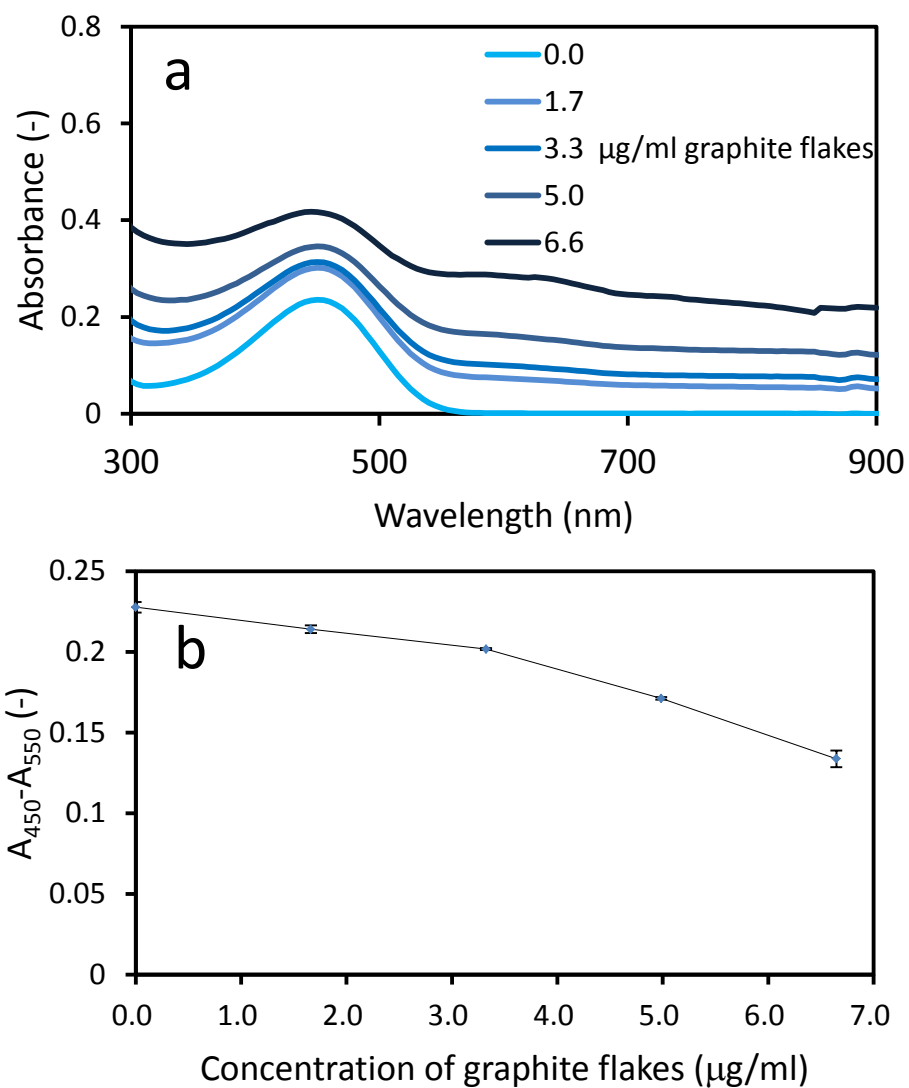 a
Absorbance (-)
0.8
0.6
0.4
0.2
0
0.0
1.7
3.3 µg/ml graphite flakes
5.0
6.6
300 500 700 900
Wavelength (nm)
b
A450-A550 (-)
0.25
0.2
0.15
0.1
0.05
0
0.0 1.0 2.0 3.0 4.0 5.0 6.0 7.0
Concentration of graphite flakes (µg/ml)